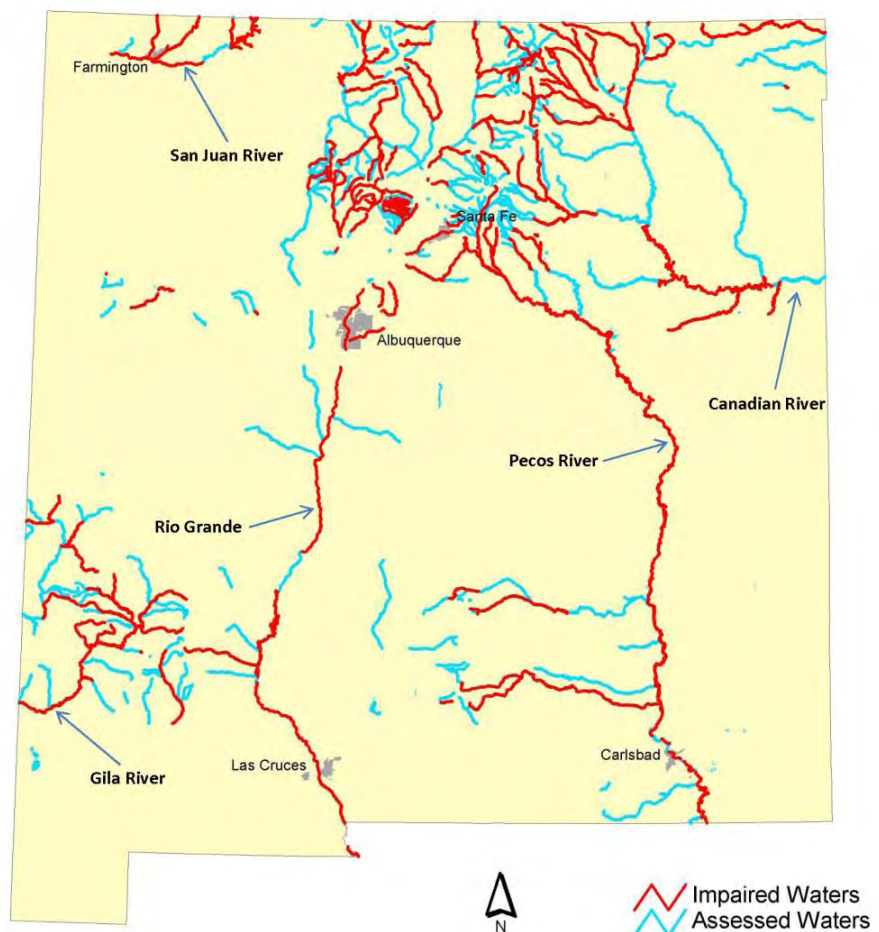 Farmington
San Juan River
Santa Fe
Albuquerque
Canadian River
Pecos River
Rio Grande
Las Cruces
Carlsbad
Gila River
N
Impaired Waters
Assessed Waters